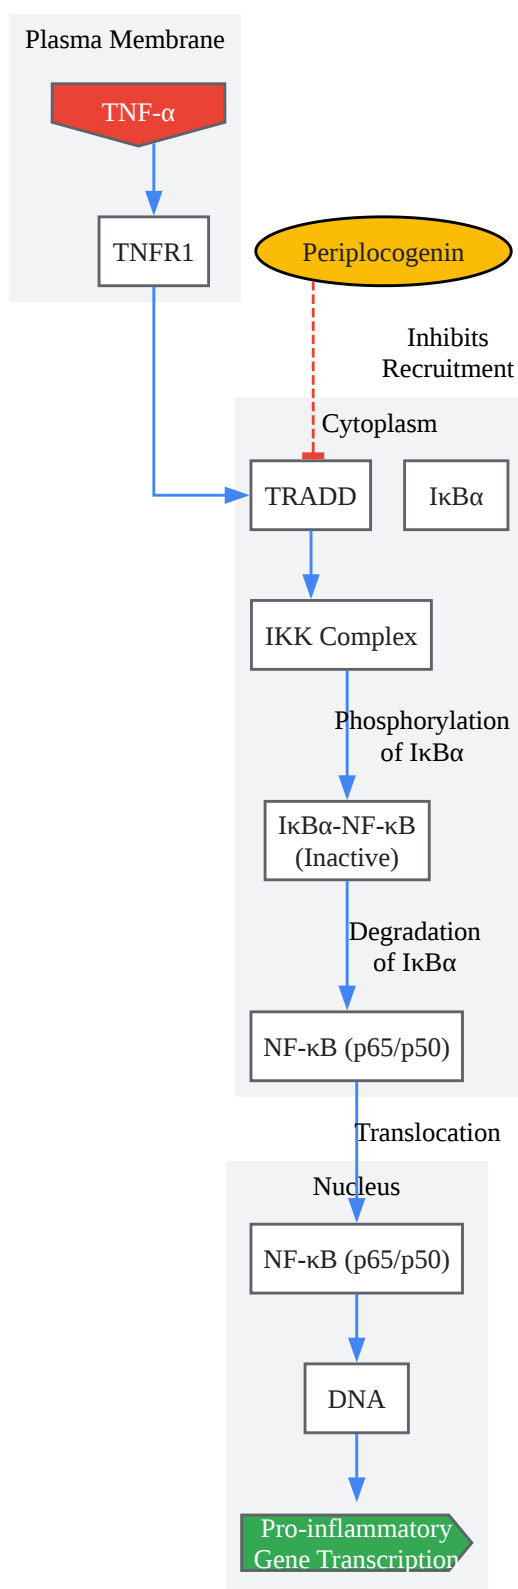 Plasma Membrane
TNF-α
TNFR1
Periplocogenin
Inhibits
Recruitment
Cytoplasm
TRADD
IκBα
IKK Complex
Phosphorylation
of IκBα
IκBα-NF-κB
(Inactive)
Degradation
of IκBα
NF-κB (p65/p50)
Translocation
Nucleus
NF-κB (p65/p50)
DNA
Pro-inflammatory
Gene Transcription